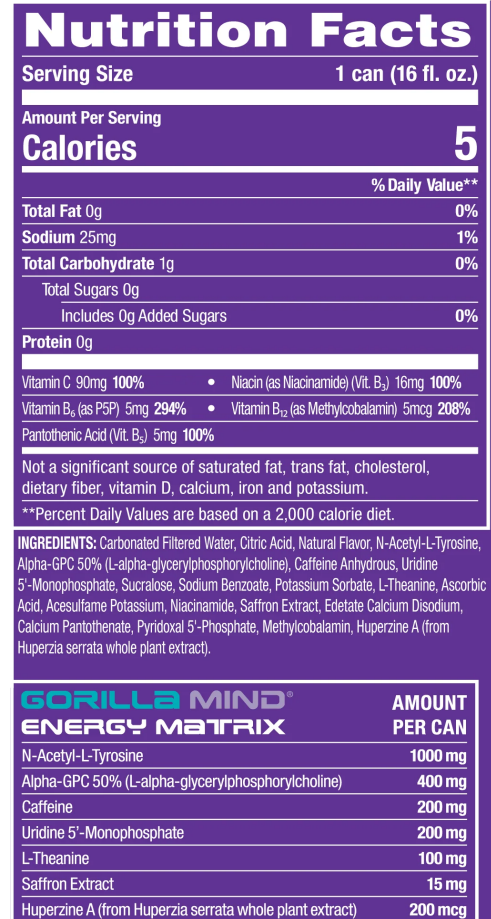 Nutrition Facts
Serving Size 1 can (16 fl. oz.)
Amount Per Serving
Calories 5
% Daily Value**
Total Fat 0g 0%
Sodium 25mg 1%
Total Carbohydrate 1g 0%
Total Sugars 0g
Includes 0g Added Sugars 0%
Protein 0g
Vitamin C 90mg 100% • Niacin (as Niacinamide) (Vit. B₃) 16mg 100%
Vitamin B₆ (as P5P) 5mg 294% • Vitamin B₁₂ (as Methylcobalamin) 5mcg 208%
Pantothenic Acid (Vit. B₅) 5mg 100%
Not a significant source of saturated fat, trans fat, cholesterol,
dietary fiber, vitamin D, calcium, iron and potassium.
**Percent Daily Values are based on a 2,000 calorie diet.
INGREDIENTS: Carbonated Filtered Water, Citric Acid, Natural Flavor, N-Acetyl-L-Tyrosine,
Alpha-GPC 50% (L-alpha-glycerylphosphorylcholine), Caffeine Anhydrous, Uridine
5'-Monophosphate, Sucralose, Sodium Benzoate, Potassium Sorbate, L-Theanine, Ascorbic
Acid, Acesulfame Potassium, Niacinamide, Saffron Extract, Edetate Calcium Disodium,
Calcium Pantothenate, Pyridoxal 5'-Phosphate, Methylcobalamin, Huperzine A (from
Huperzia serrata whole plant extract).
GORILLA MIND®
ENERGY MATRIX
AMOUNT
PER CAN
N-Acetyl-L-Tyrosine 1000 mg
Alpha-GPC 50% (L-alpha-glycerylphosphorylcholine) 400 mg
Caffeine 200 mg
Uridine 5'-Monophosphate 200 mg
L-Theanine 100 mg
Saffron Extract 15 mg
Huperzine A (from Huperzia serrata whole plant extract) 200 mcg